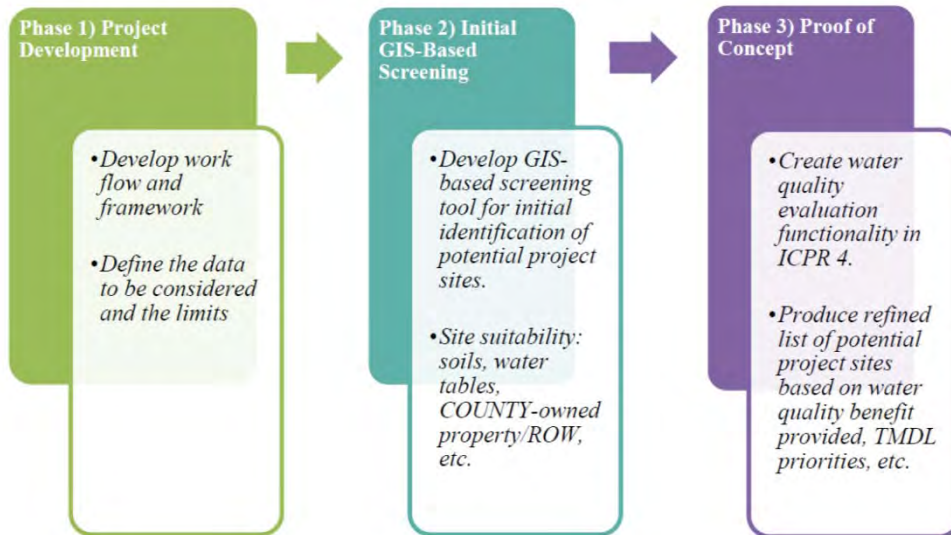 Phase 1) Project
Development
•Develop work
flow and
framework
•Define the data
to be considered
and the limits
Phase 2) Initial
GIS-Based
Screening
•Develop GIS-
based screening
tool for initial
identification of
potential project
sites.
•Site suitability:
soils, water
tables,
COUNTY-owned
property/ROW,
etc.
Phase 3) Proof of
Concept
•Create water
quality
evaluation
functionality in
ICPR 4.
•Produce refined
list of potential
project sites
based on water
quality benefit
provided, TMDL
priorities, etc.